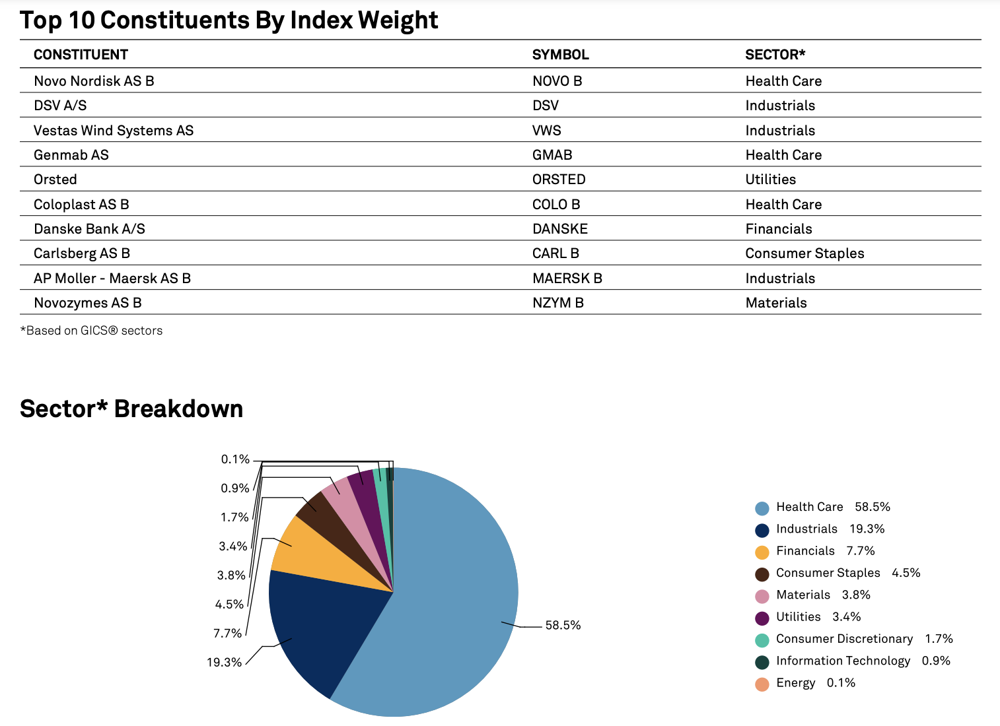 Top 10 Constituents By Index Weight
CONSTITUENT SYMBOL SECTOR*
Novo Nordisk AS B NOVO B Health Care
DSV A/S DSV Industrials
Vestas Wind Systems AS VWS Industrials
Genmab AS GMAB Health Care
Orsted ORSTED Utilities
Coloplast AS B COLO B Health Care
Danske Bank A/S DANSKE Financials
Carlsberg AS B CARL B Consumer Staples
AP Moller - Maersk AS B MAERSK B Industrials
Novozymes AS B NZYM B Materials
*Based on GICS® sectors
Sector* Breakdown
0.1%
0.9%
1.7%
3.4%
3.8%
4.5%
7.7%
19.3%
58.5%
Health Care 58.5%
Industrials 19.3%
Financials 7.7%
Consumer Staples 4.5%
Materials 3.8%
Utilities 3.4%
Consumer Discretionary 1.7%
Information Technology 0.9%
Energy 0.1%